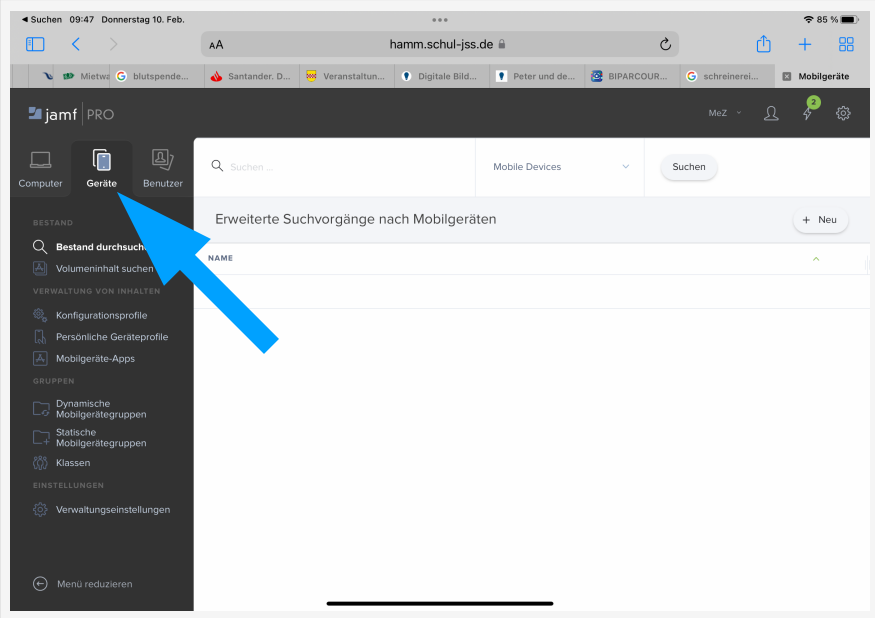 ◀ Suchen 09:47 Donnerstag 10. Feb.
85 %
AA
hamm.schul-jss.de
Mietwa
blutspende...
Santander. D...
Veranstaltun...
Digitale Bild...
Peter und de...
BIPARCOUR...
schreinerei...
Mobilgeräte
jamf PRO
MeZ
2
Computer
Geräte
Benutzer
Suchen ...
Mobile Devices
Suchen
BESTAND
Bestand durchsuch
Volumeninhalt suchen
VERWALTUNG VON INHALTEN
Konfigurationsprofile
Persönliche Geräteprofile
Mobilgeräte-Apps
GRUPPEN
Dynamische
Mobilgerätegruppen
Statische
Mobilgerätegruppen
Klassen
EINSTELLUNGEN
Verwaltungseinstellungen
Menü reduzieren
Erweiterte Suchvorgänge nach Mobilgeräten
+ Neu
NAME